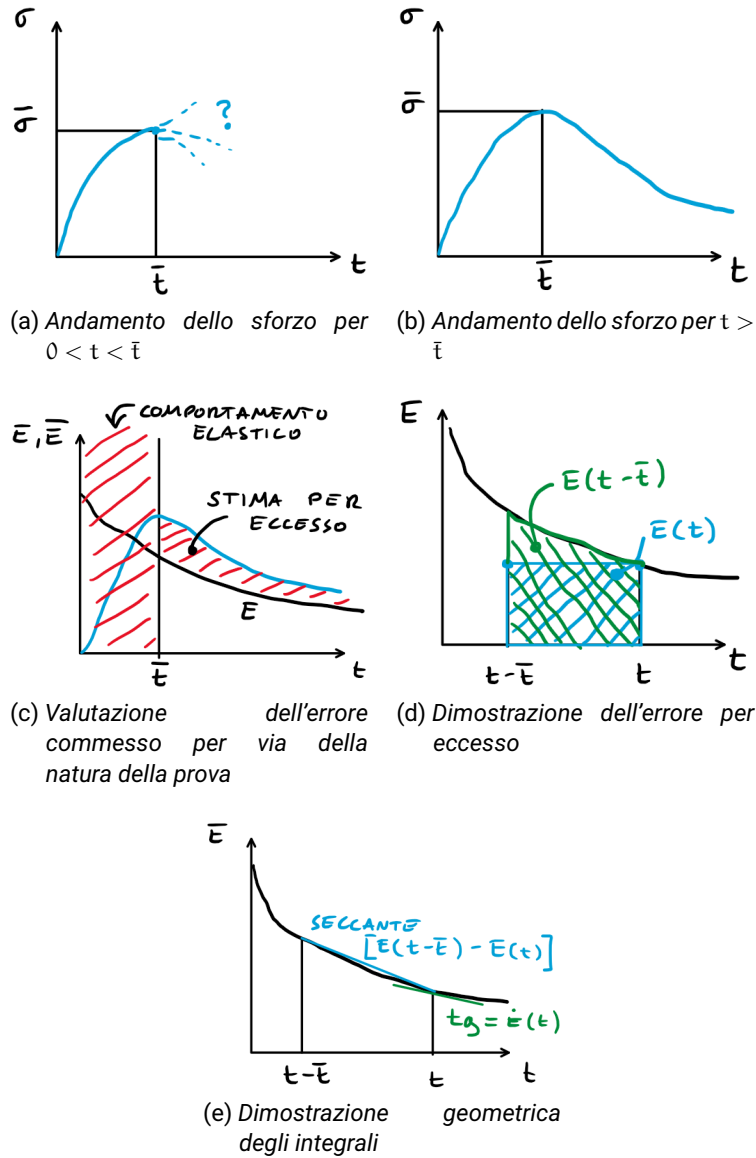 σ
σ̄
?
t̄
t
(a) Andamento dello sforzo per
0 < t < t̄
σ
σ̄
t̄
t
(b) Andamento dello sforzo per t >
t̄
COMPORTAMENTO
ELASTICO
E, Ē
STIMA PER
ECCESSO
E
t̄
t
(c) Valutazione dell'errore
commesso per via della
natura della prova
E
E(t-t̄)
E(t)
t-t̄
t
t
(d) Dimostrazione dell'errore per
eccesso
E
SECCANTE
[E(t-t̄) - E(t)]
tg = Ė(t)
t-t̄
t
t
(e) Dimostrazione geometrica
degli integrali